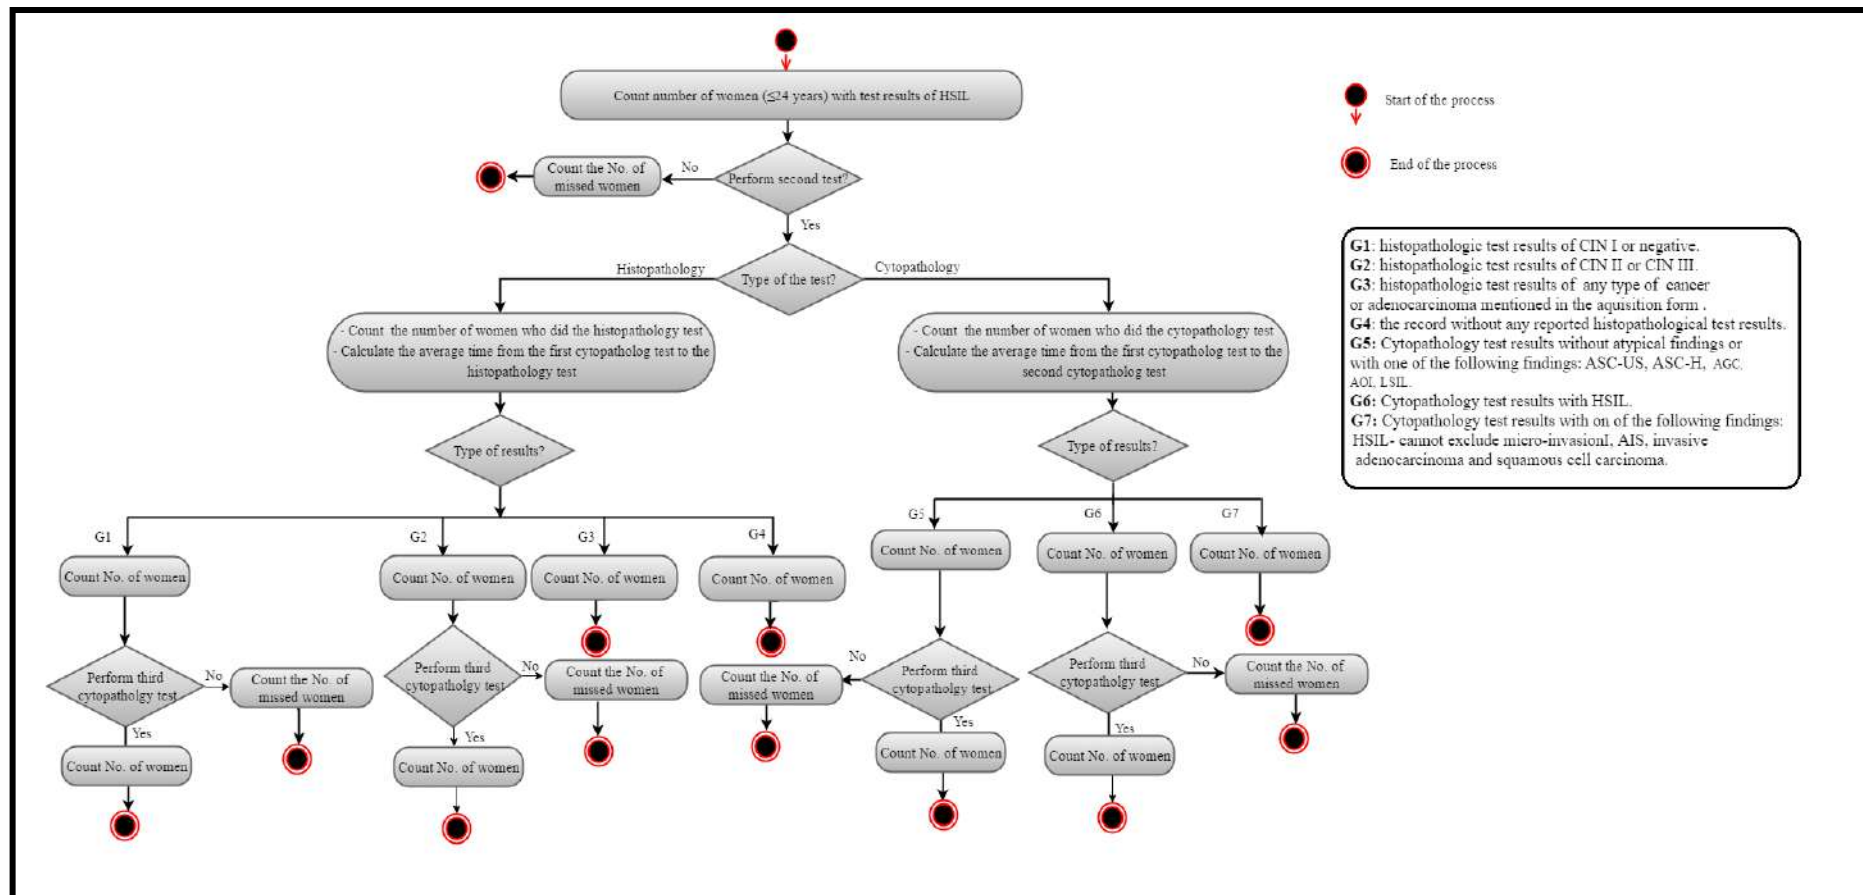 Count number of women (≤24 years) with test results of HSIL
Start of the process
End of the process
Perform second test?
No
Count the No. of
missed women
Yes
Type of the test?
Histopathology
Cytopathology
- Count the number of women who did the histopathology test
- Calculate the average time from the first cytopatholog test to the
histopathology test
- Count the number of women who did the cytopathology test
- Calculate the average time from the first cytopatholog test to the
second cytopatholog test
G1: histopathologic test results of CIN I or negative.
G2: histopathologic test results of CIN II or CIN III.
G3: histopathologic test results of any type of cancer
or adenocarcinoma mentioned in the aquisition form .
G4: the record without any reported histopathological test results.
G5: Cytopathology test results without atypical findings or
with one of the following findings: ASC-US, ASC-H, AGC,
AOI, LSIL.
G6: Cytopathology test results with HSIL.
G7: Cytopathology test results with on of the following findings:
HSIL- cannot exclude micro-invasionI, AIS, invasive
adenocarcinoma and squamous cell carcinoma.
Type of results?
Type of results?
G1
G2
G3
G4
G5
G6
G7
Count No. of women
Count No. of women
Count No. of women
Count No. of women
Count No. of women
Count No. of women
Count No. of women
Perform third
cytopatholgy test
No
Count the No. of
missed women
Yes
Count No. of women
Perform third
cytopatholgy test
No
Count the No. of
missed women
Yes
Count No. of women
Perform third
cytopatholgy test
No
Count the No. of
missed women
Yes
Count No. of women
Perform third
cytopatholgy test
No
Count the No. of
missed women
Yes
Count No. of women